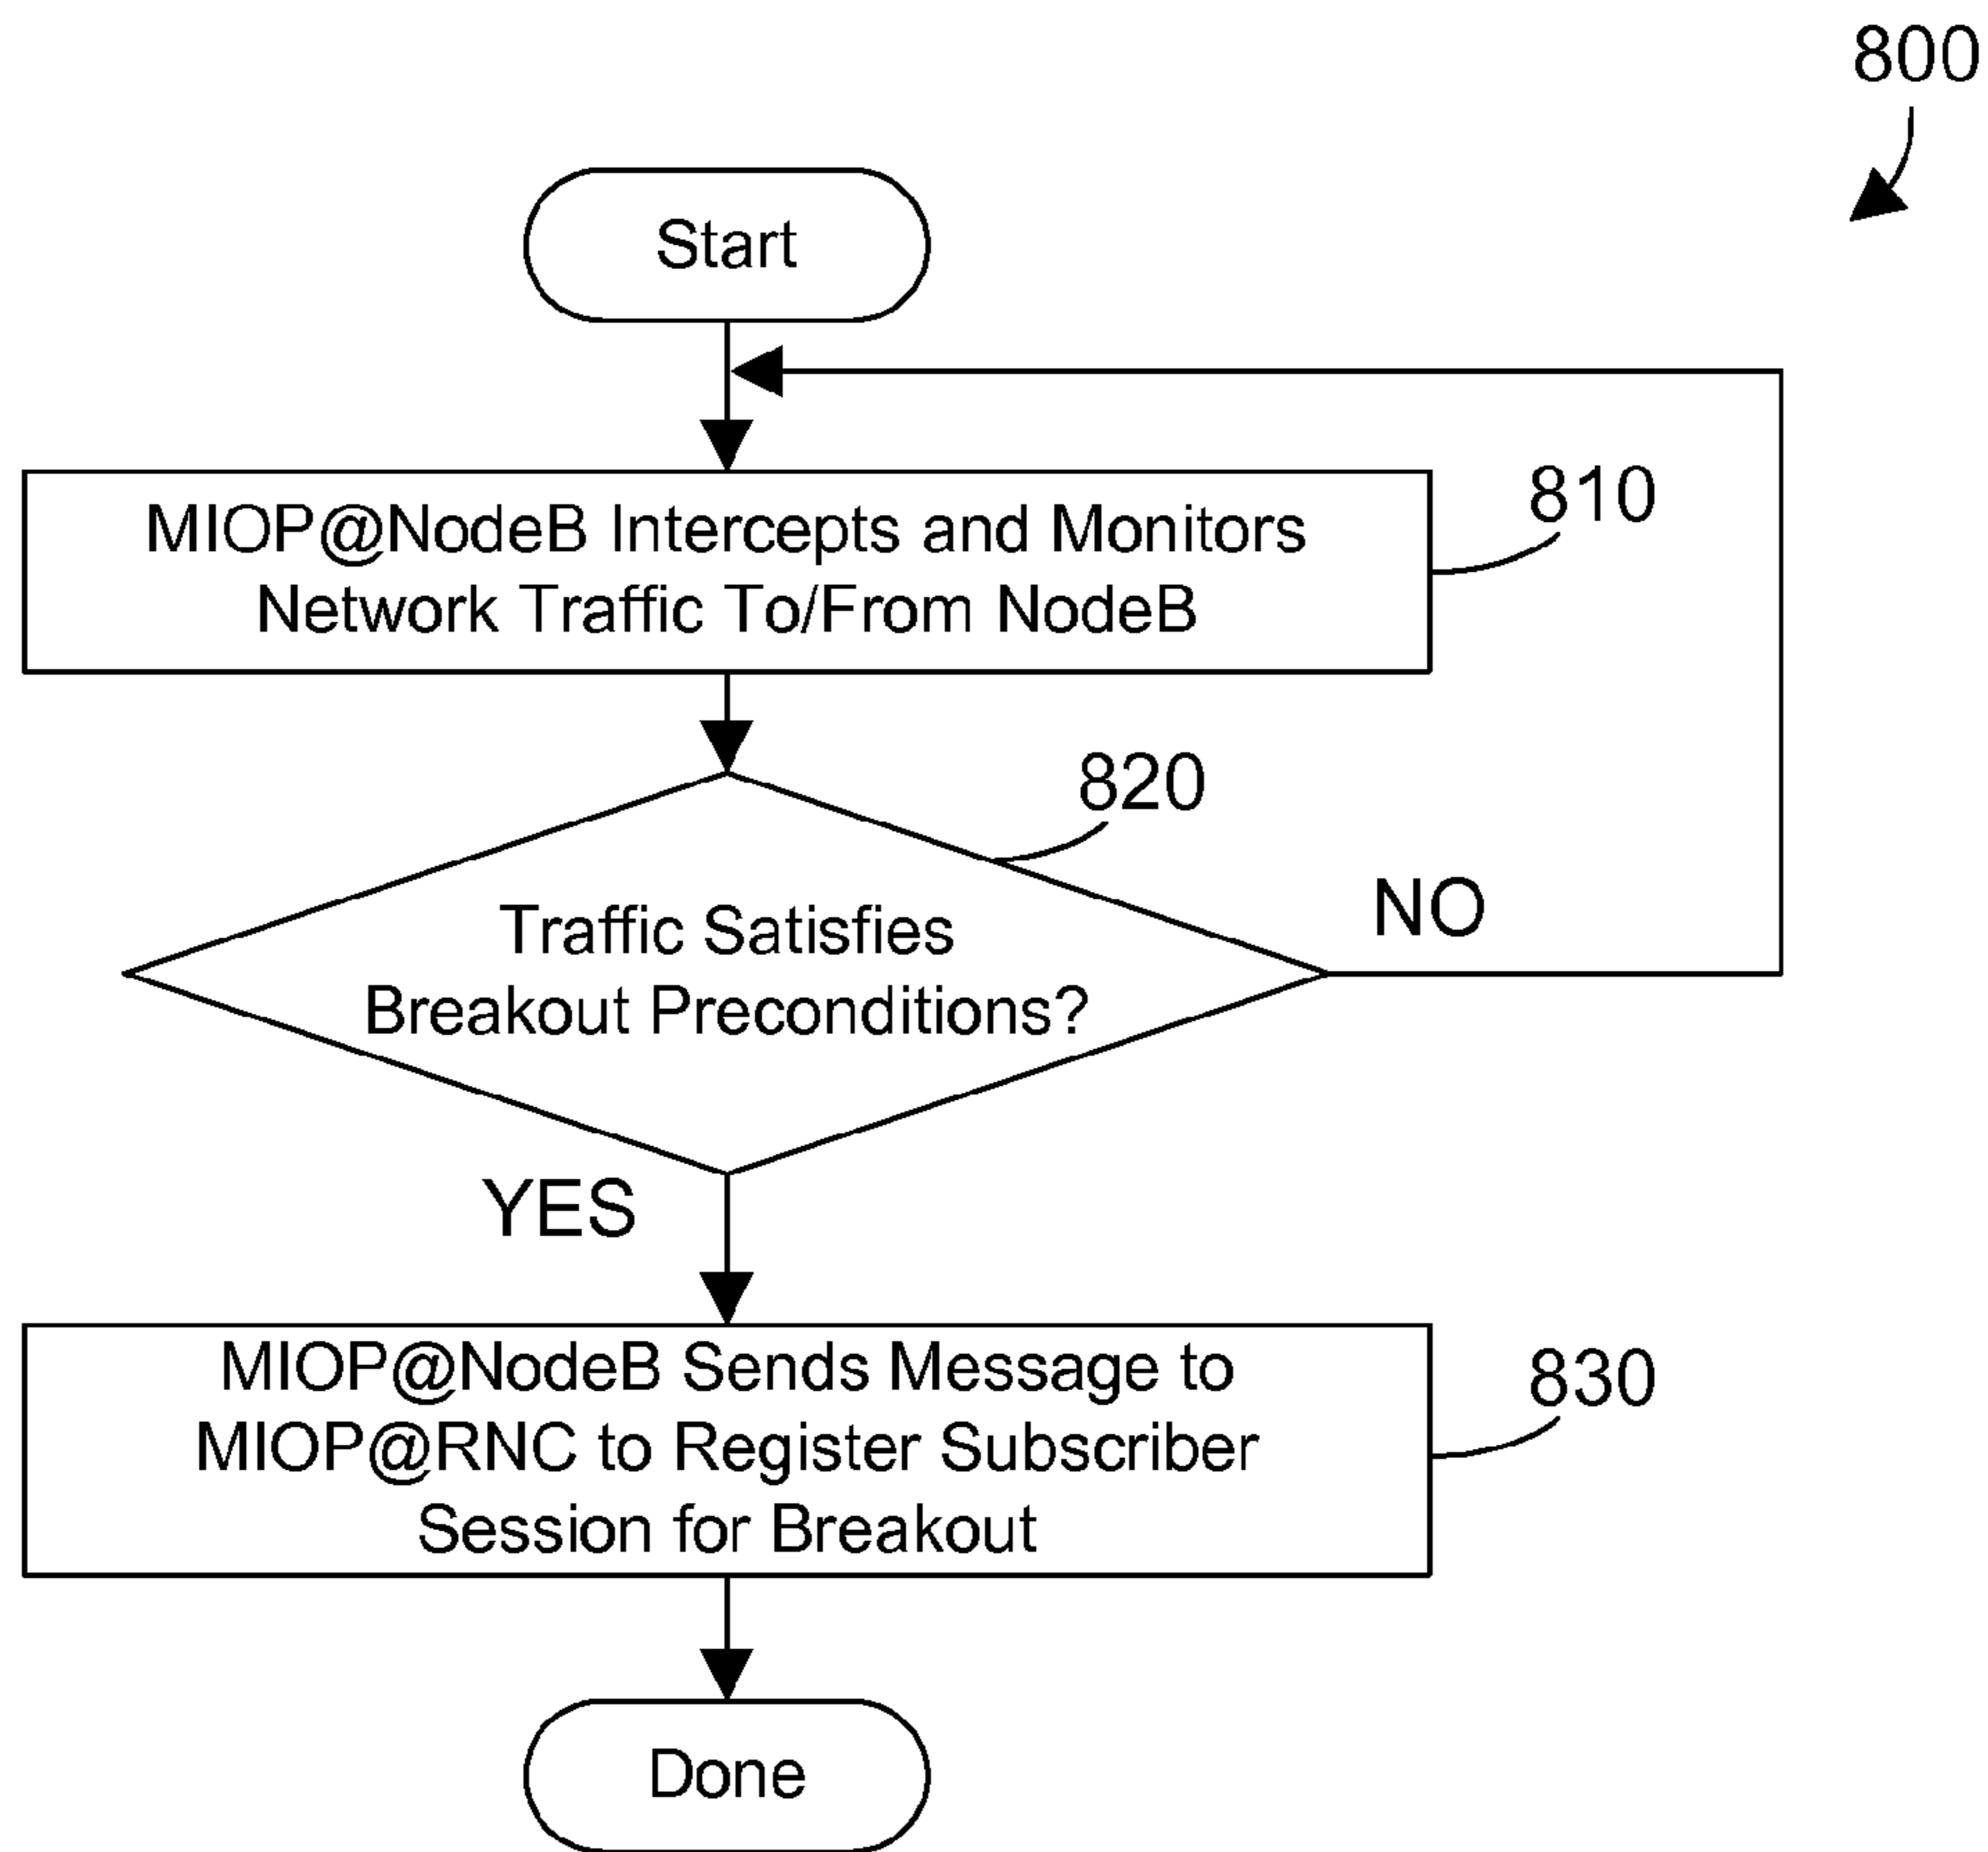 800
Start
MIOP@NodeB Intercepts and Monitors
Network Traffic To/From NodeB
810
820
Traffic Satisfies
Breakout Preconditions?
NO
YES
MIOP@NodeB Sends Message to
MIOP@RNC to Register Subscriber
Session for Breakout
830
Done